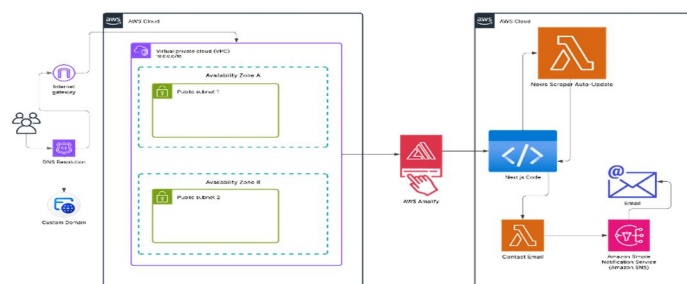 aws
AWS Cloud
Virtual private cloud (VPC)
Availability Zone A
Public subnet 1
Availability Zone B
Public subnet 2
Internet
gateway
DNS Resolution
Custom Domain
AWS Amplify
aws
AWS Cloud
News Scraper Auto-Update
Next.js Code
Contact Email
@
Email
Amazon Simple
Notification Service
(Amazon SNS)